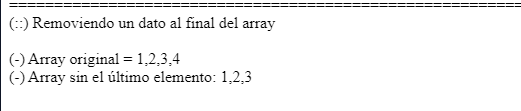 ==========================================================
(::) Removiendo un dato al final del array
(-) Array original = 1,2,3,4
(-) Array sin el último elemento: 1,2,3